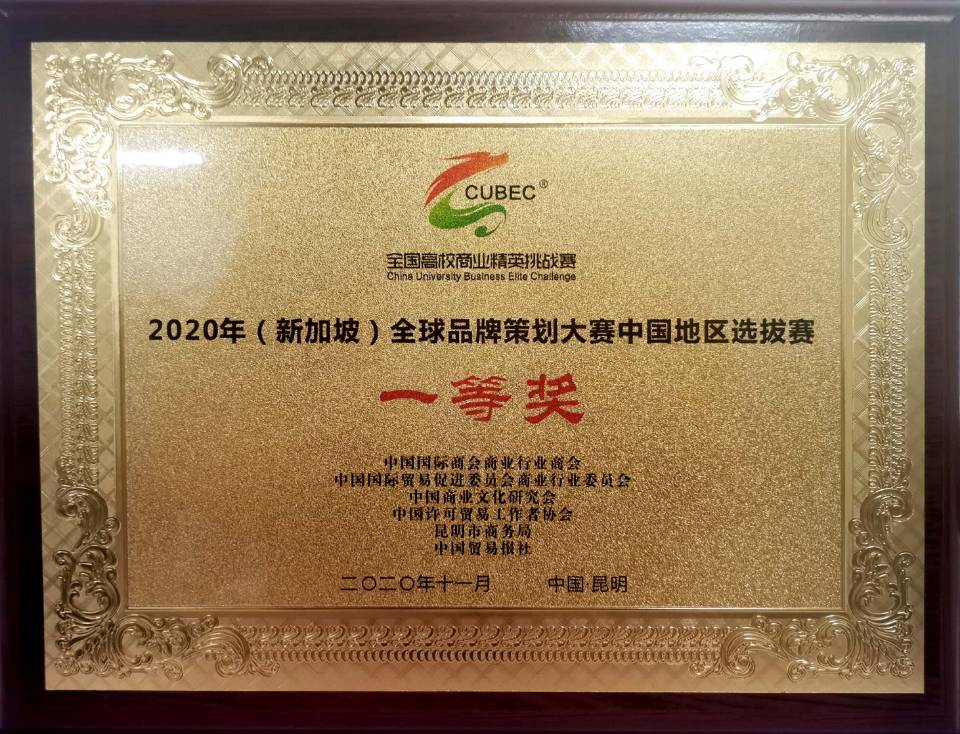 CUBEC®
全国高校商业精英挑战赛
China University Business Elite Challenge
2020年（新加坡）全球品牌策划大赛中国地区选拔赛
一等奖
中国国际商会商业行业商会
中国国际贸易促进委员会商业行业委员会
中国商业文化研究会
中国许可贸易工作者协会
昆明市商务局
中国贸易报社
二〇二〇年十一月 中国·昆明